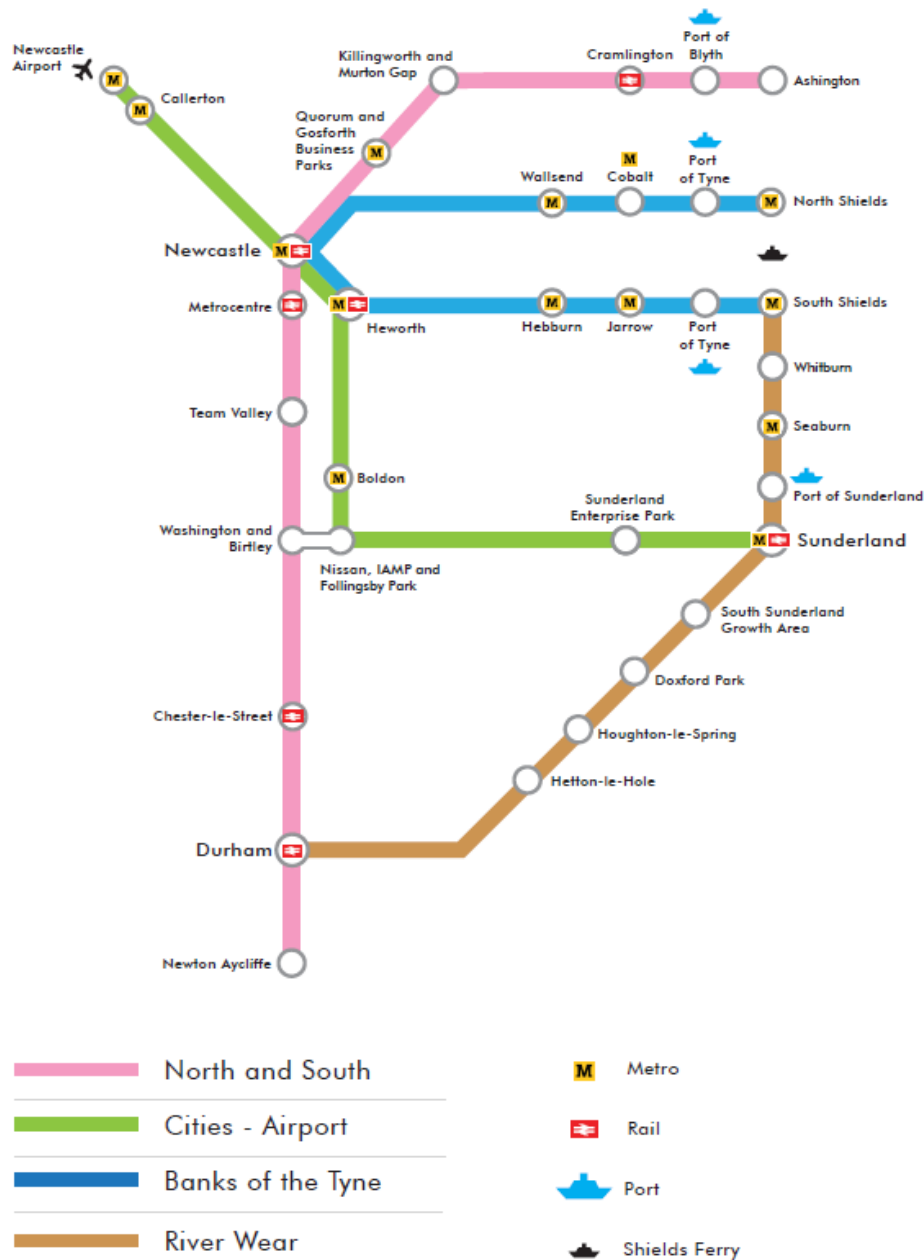 Newcastle
Airport
Callerton
Killingworth and
Murton Gap
Cramlington
Port of
Blyth
Ashington
Quorum and
Gosforth
Business
Parks
Wallsend
M
Cobalt
Port
of Tyne
North Shields
Newcastle
Metrocentre
Heworth
Hebburn
Jarrow
Port
of Tyne
South Shields
Whitburn
Team Valley
Seaburn
Boldon
Port of Sunderland
Washington and
Birtley
Nissan, IAMP and
Follingsby Park
Sunderland
Enterprise Park
Sunderland
South Sunderland
Growth Area
Doxford Park
Chester-le-Street
Houghton-le-Spring
Hetton-le-Hole
Durham
Newton Aycliffe
North and South
Cities - Airport
Banks of the Tyne
River Wear
M Metro
Rail
Port
Shields Ferry